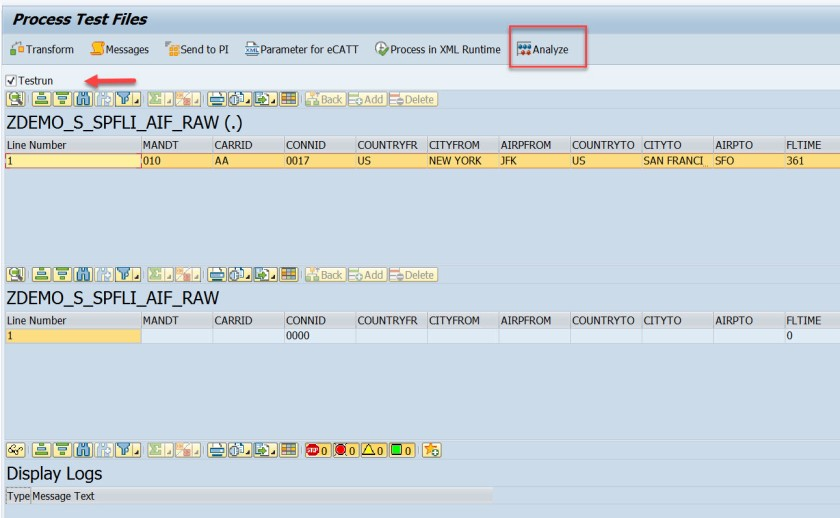 Process Test Files
Transform Messages Send to PI Parameter for eCATT Process in XML Runtime Analyze
Testrun
Back Add Delete
ZDEMO_S_SPFLI_AIF_RAW (.)
Line Number MANDT CARRID CONNID COUNTRYFR CITYFROM AIRPFROM COUNTRYTO CITYTO AIRPTO FLTIME
1 010 AA 0017 US NEW YORK JFK US SAN FRANCI... SFO 361
Back Add Delete
ZDEMO_S_SPFLI_AIF_RAW
Line Number MANDT CARRID CONNID COUNTRYFR CITYFROM AIRPFROM COUNTRYTO CITYTO AIRPTO FLTIME
1 0000 0
STOP 0 0 0 0
Display Logs
Type Message Text